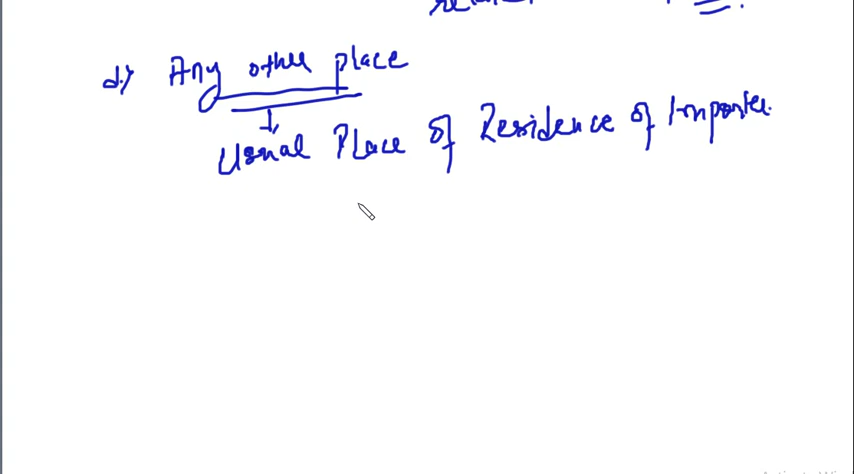 d.) Any other place
Usual Place of Residence of Importer.